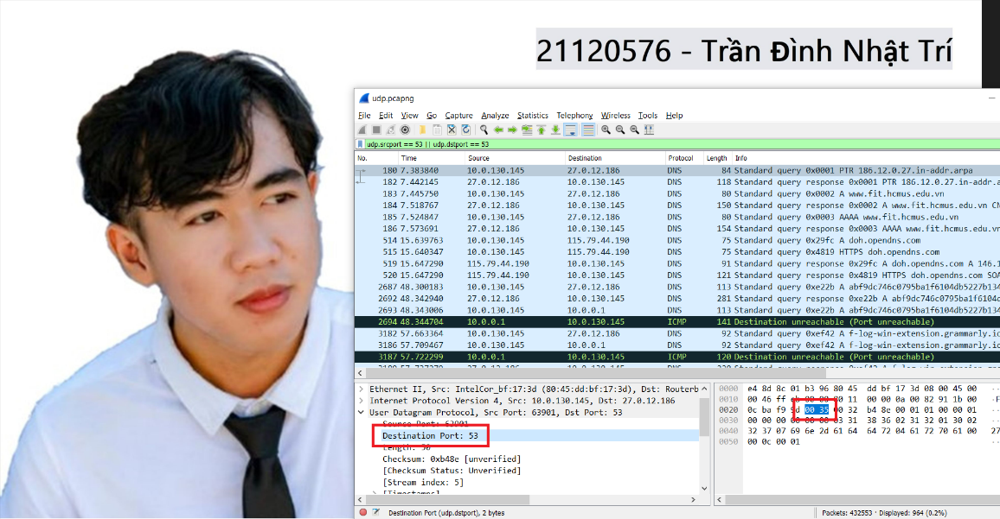 21120576 - Trần Đình Nhật Trí
udp.pcapng
File Edit View Go Capture Analyze Statistics Telephony Wireless Tools Help
udp.srcport == 53 || udp.dstport == 53
No. Time Source Destination Protocol Length Info
180 7.383840 10.0.130.145 27.0.12.186 DNS 84 Standard query 0x0001 PTR 186.12.0.27.in-addr.arpa
182 7.442145 27.0.12.186 10.0.130.145 DNS 118 Standard query response 0x0001 PTR 186.12.0.27.in-addr.a
183 7.445750 10.0.130.145 27.0.12.186 DNS 80 Standard query 0x0002 A www.fit.hcmus.edu.vn
184 7.518767 27.0.12.186 10.0.130.145 DNS 150 Standard query response 0x0002 A www.fit.hcmus.edu.vn CN
185 7.524847 10.0.130.145 27.0.12.186 DNS 80 Standard query 0x0003 AAAA www.fit.hcmus.edu.vn
186 7.573691 27.0.12.186 10.0.130.145 DNS 154 Standard query response 0x0003 AAAA www.fit.hcmus.edu.vn
514 15.639763 10.0.130.145 115.79.44.190 DNS 75 Standard query 0x29fc A doh.opendns.com
515 15.640347 10.0.130.145 115.79.44.190 DNS 75 Standard query 0x4819 HTTPS doh.opendns.com
519 15.647290 115.79.44.190 10.0.130.145 DNS 91 Standard query response 0x29fc A doh.opendns.com A 146.1
520 15.647290 115.79.44.190 10.0.130.145 DNS 121 Standard query response 0x4819 HTTPS doh.opendns.com SOA
2687 48.300183 10.0.130.145 27.0.12.186 DNS 113 Standard query 0xe22b A abf9dc746c0795ba1f6104db5227b134
2692 48.342940 27.0.12.186 10.0.130.145 DNS 281 Standard query response 0xe22b A abf9dc746c0795ba1f6104d
2693 48.343006 10.0.130.145 10.0.0.1 DNS 113 Standard query 0xe22b A abf9dc746c0795ba1f6104db5227b134
2694 48.344704 10.0.0.1 10.0.130.145 ICMP 141 Destination unreachable (Port unreachable)
3182 57.663364 10.0.130.145 27.0.12.186 DNS 92 Standard query 0xef42 A f-log-win-extension.grammarly.io
3186 57.709467 10.0.130.145 10.0.0.1 DNS 92 Standard query 0xef42 A f-log-win-extension.grammarly.io
3187 57.722299 10.0.0.1 10.0.130.145 ICMP 120 Destination unreachable (Port unreachable)
Ethernet II, Src: IntelCor_bf:17:3d (80:45:dd:bf:17:3d), Dst: Routerb
Internet Protocol Version 4, Src: 10.0.130.145, Dst: 27.0.12.186
User Datagram Protocol, Src Port: 63901, Dst Port: 53
Source Port: 63901
Destination Port: 53
Length: 50
Checksum: 0xb48e [unverified]
[Checksum Status: Unverified]
[Stream index: 5]
[Timestamps]
0000 e4 8d 8c 01 b3 96 80 45 dd bf 17 3d 08 00 45 00
0010 00 46 ff 80 11 00 00 0a 00 82 91 1b 00 ·F
0020 0c ba f9 9d 00 35 00 32 b4 8e 00 01 01 00 00 01
0030 00 00 00 00 00 00 03 31 38 36 02 31 32 01 30 02
0040 32 37 07 69 6e 2d 61 64 64 72 04 61 72 70 61 00 27
0050 00 0c 00 01
Destination Port (udp.dstport), 2 bytes
Packets: 432553 · Displayed: 964 (0.2%)